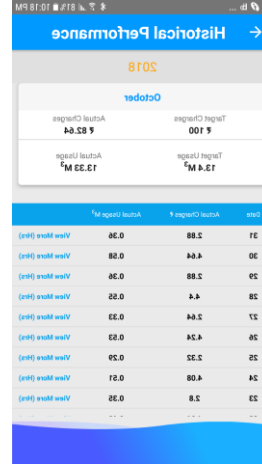 b ... 81% 10:18 PM
← Historical Performance
2018
October
Target Charges Actual Charges
₹ 100 ₹ 82.64
Target Usage Actual Usage
13.4 M³ 13.33 M³
Date Actual Charges ₹ Actual Usage M³
31 2.88 0.36 View More (Hrs)
30 4.64 0.58 View More (Hrs)
29 2.88 0.36 View More (Hrs)
28 4.4 0.55 View More (Hrs)
27 2.64 0.33 View More (Hrs)
26 4.24 0.53 View More (Hrs)
25 2.32 0.29 View More (Hrs)
24 4.08 0.51 View More (Hrs)
23 2.8 0.35 View More (Hrs)